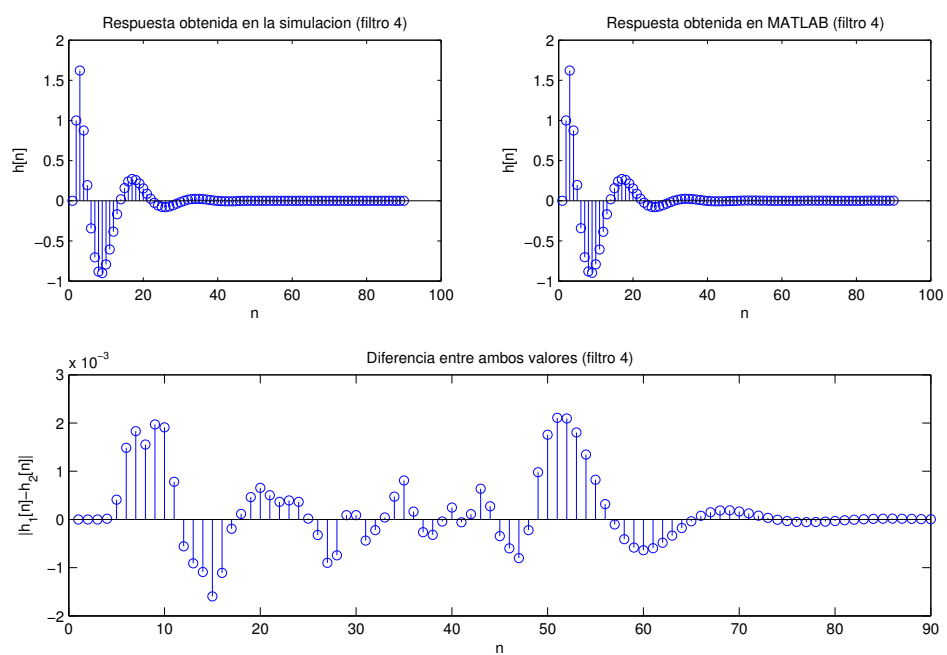 Respuesta obtenida en la simulacion (filtro 4)
2
1.5
1
0.5
0
−0.5
−1
h[n]
0 20 40 60 80 100
n
Respuesta obtenida en MATLAB (filtro 4)
2
1.5
1
0.5
0
−0.5
−1
h[n]
0 20 40 60 80 100
n
Diferencia entre ambos valores (filtro 4)
x 10⁻³
3
2
1
0
−1
−2
|h₁[n]−h₂[n]|
0 10 20 30 40 50 60 70 80 90
n